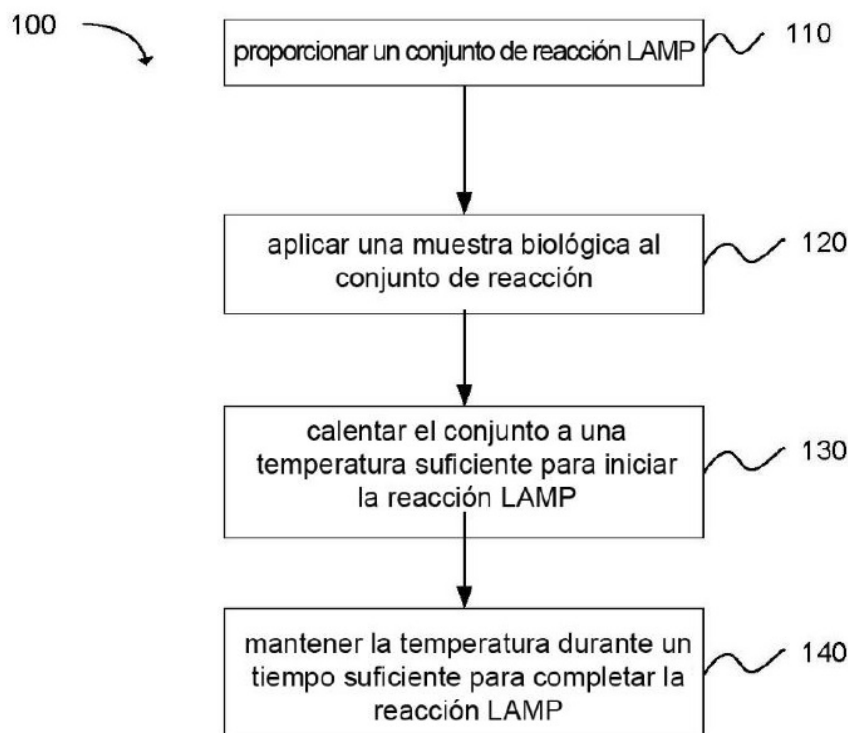 100
proporcionar un conjunto de reacción LAMP
110
aplicar una muestra biológica al
conjunto de reacción
120
calentar el conjunto a una
temperatura suficiente para iniciar
la reacción LAMP
130
mantener la temperatura durante un
tiempo suficiente para completar la
reacción LAMP
140